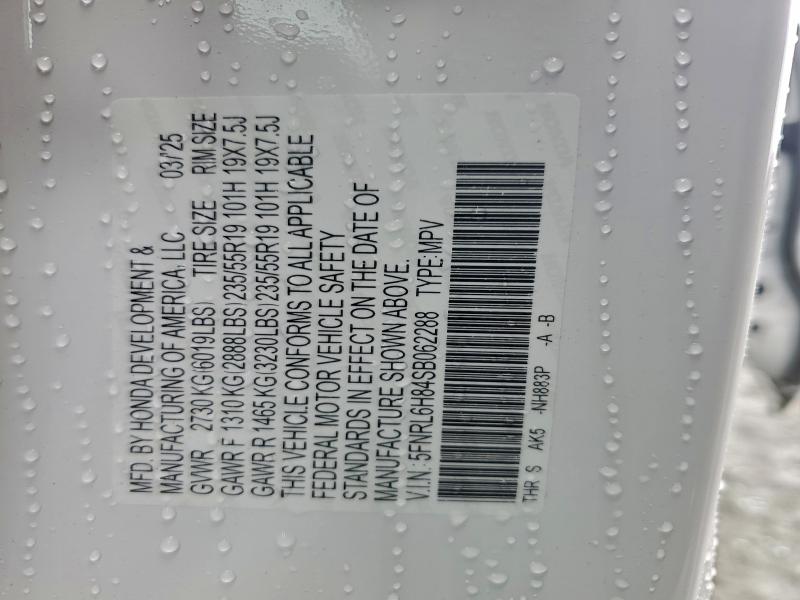 MFD. BY HONDA DEVELOPMENT &
MANUFACTURING OF AMERICA, LLC 03/25
GVWR 2730 KG(6019LBS) TIRE SIZE RIM SIZE
GAWR F 1310 KG(2888LBS)235/55R19 101H 19X7.5J
GAWR R 1465 KG(3230LBS)235/55R19 101H 19X7.5J
THIS VEHICLE CONFORMS TO ALL APPLICABLE
FEDERAL MOTOR VEHICLE SAFETY
STANDARDS IN EFFECT ON THE DATE OF
MANUFACTURE SHOWN ABOVE.
V.I.N.:5FNRL6H84SB062288 TYPE:MPV
THR S AK5 -NH883P -A -B